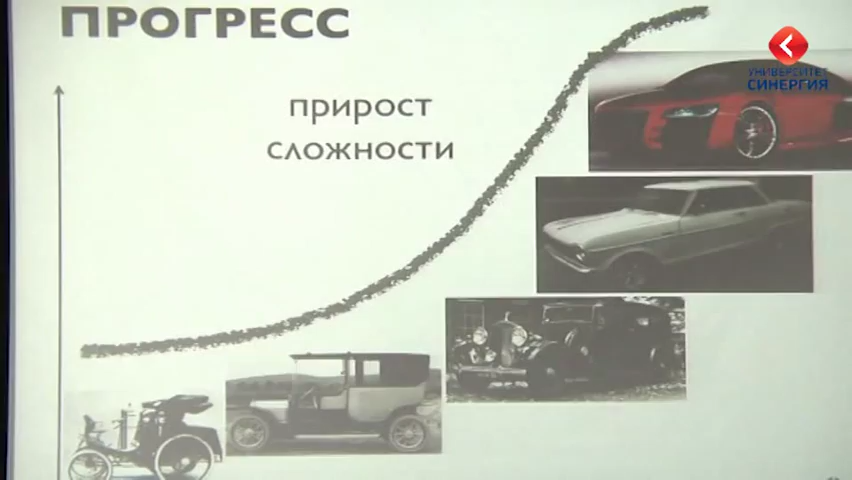 ПРОГРЕСС
прирост
сложности
УНИВЕРСИТЕТ
СИНЕРГИЯ